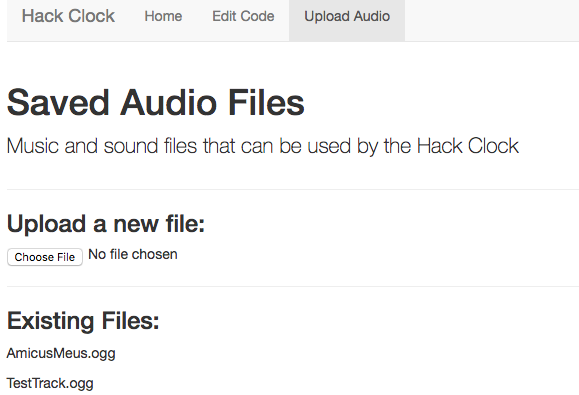 Hack Clock Home Edit Code Upload Audio
Saved Audio Files
Music and sound files that can be used by the Hack Clock
Upload a new file:
Choose File No file chosen
Existing Files:
AmicusMeus.ogg
TestTrack.ogg